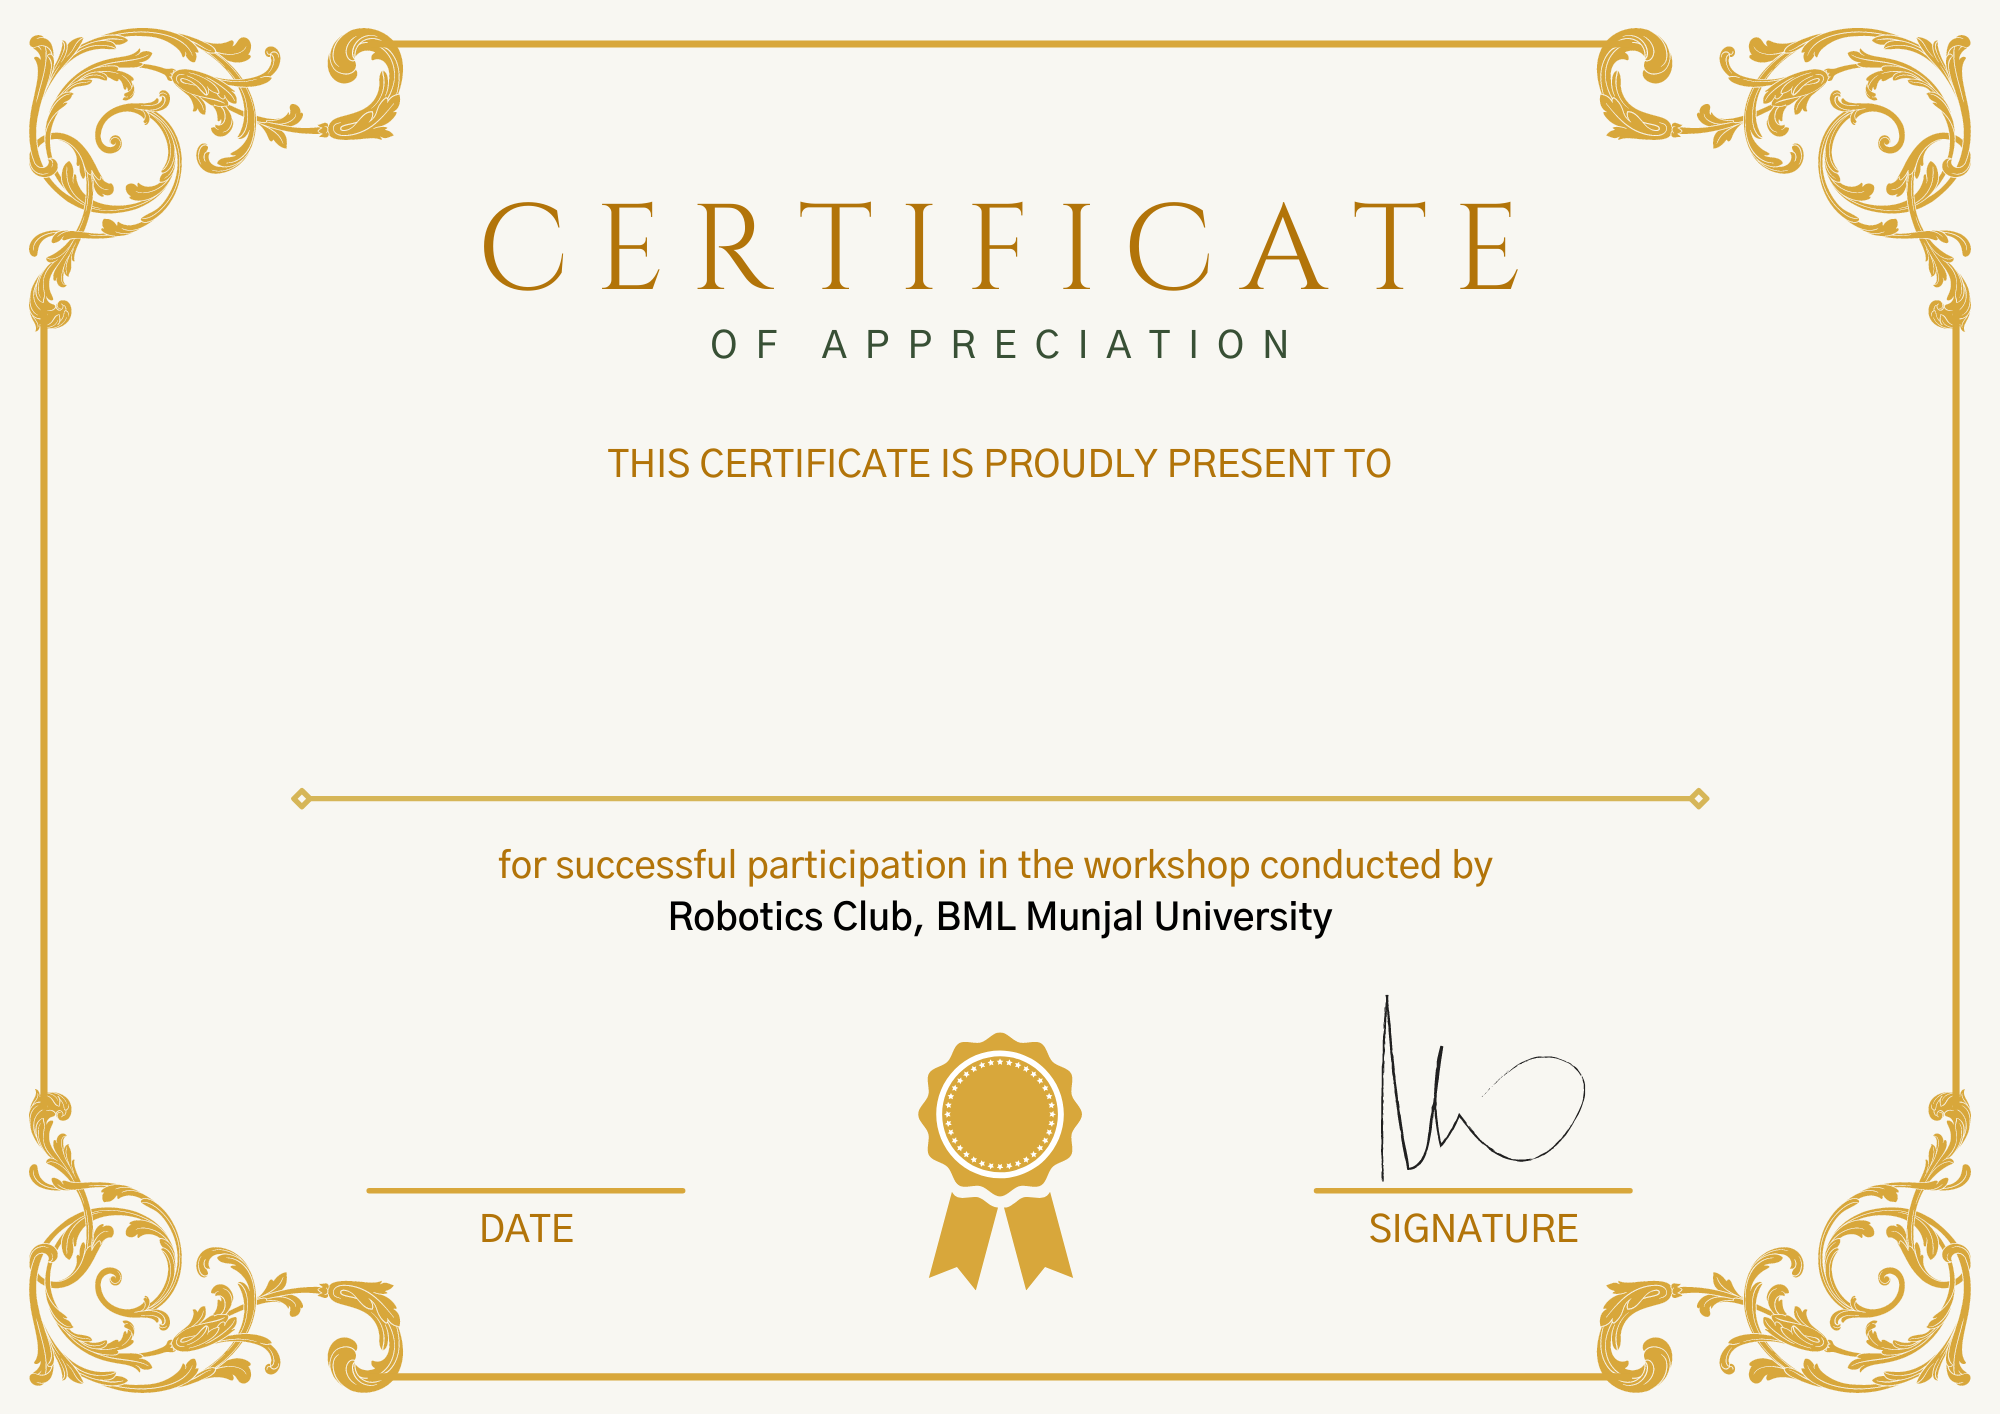 CERTIFICATE
OF APPRECIATION
THIS CERTIFICATE IS PROUDLY PRESENT TO
for successful participation in the workshop conducted by
Robotics Club, BML Munjal University
DATE
SIGNATURE